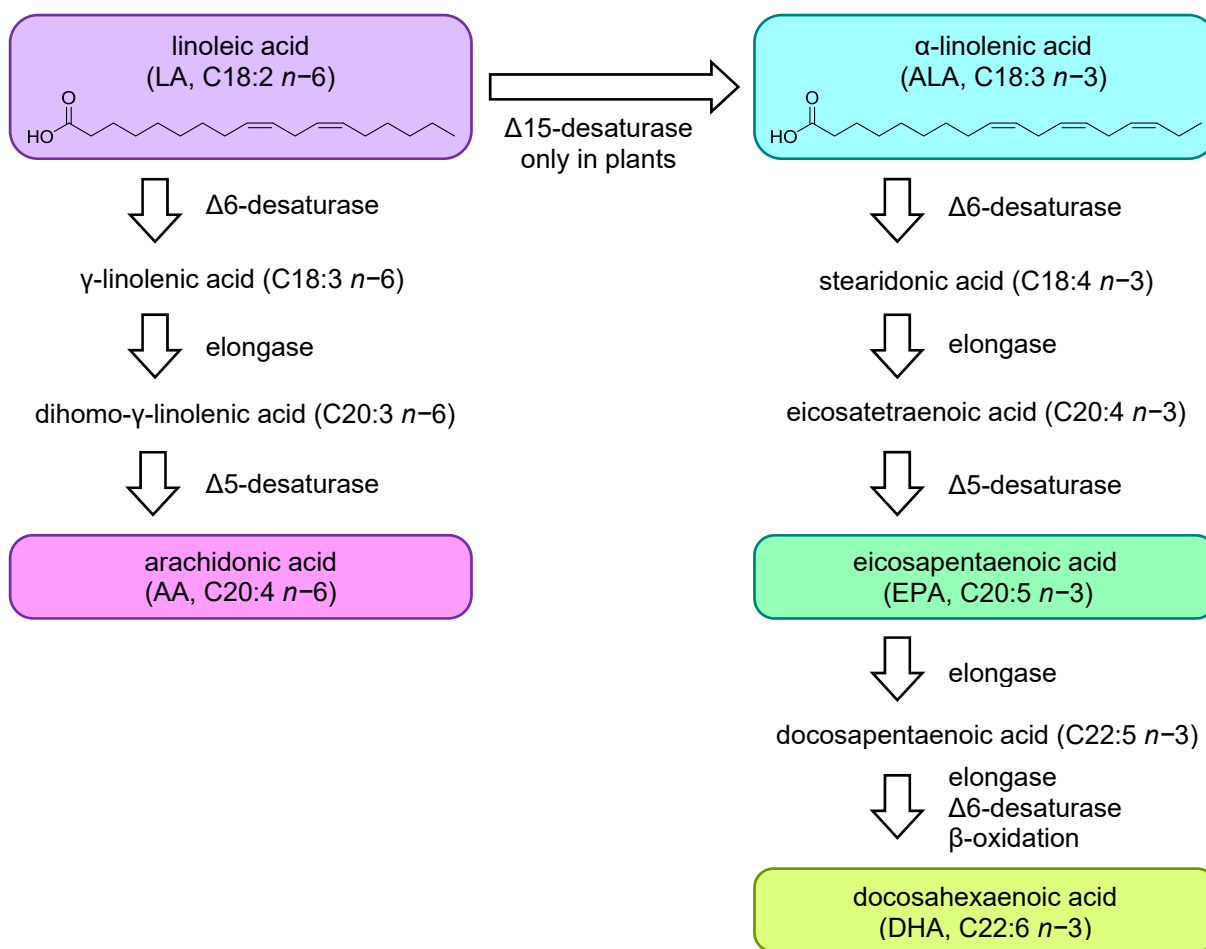 linoleic acid
(LA, C18:2 n−6)
O
HO
Δ15-desaturase
only in plants
α-linolenic acid
(ALA, C18:3 n−3)
O
HO
Δ6-desaturase
Δ6-desaturase
γ-linolenic acid (C18:3 n−6)
stearidonic acid (C18:4 n−3)
elongase
elongase
dihomo-γ-linolenic acid (C20:3 n−6)
eicosatetraenoic acid (C20:4 n−3)
Δ5-desaturase
Δ5-desaturase
arachidonic acid
(AA, C20:4 n−6)
eicosapentaenoic acid
(EPA, C20:5 n−3)
elongase
docosapentaenoic acid (C22:5 n−3)
elongase
Δ6-desaturase
β-oxidation
docosahexaenoic acid
(DHA, C22:6 n−3)